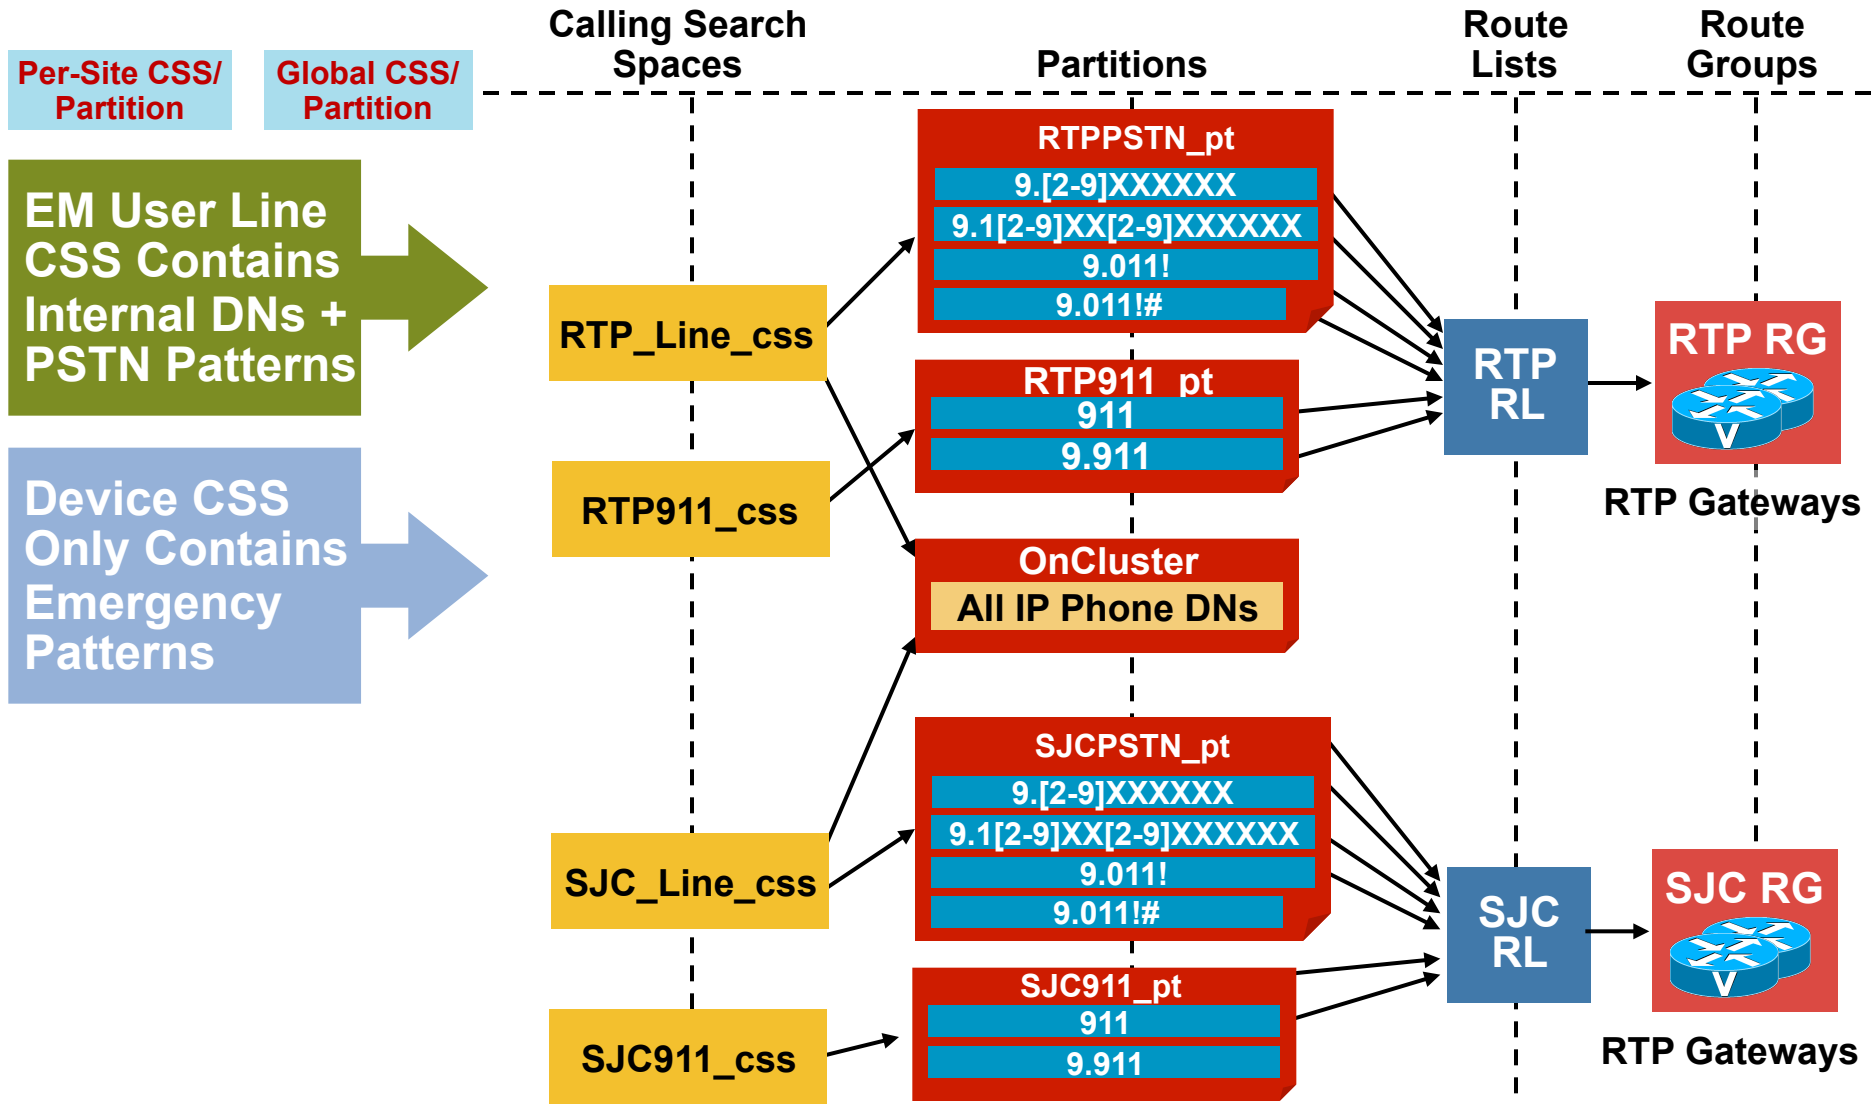 Calling Search
Spaces
Partitions
Route
Lists
Route
Groups
Per-Site CSS/
Partition
Global CSS/
Partition
EM User Line
CSS Contains
Internal DNs +
PSTN Patterns
Device CSS
Only Contains
Emergency
Patterns
RTP_Line_css
RTP911_css
SJC_Line_css
SJC911_css
RTPPSTN_pt
9.[2-9]XXXXXX
9.1[2-9]XX[2-9]XXXXXX
9.011!
9.011!#
RTP911_pt
911
9.911
OnCluster
All IP Phone DNs
SJCPSTN_pt
9.[2-9]XXXXXX
9.1[2-9]XX[2-9]XXXXXX
9.011!
9.011!#
SJC911_pt
911
9.911
RTP
RL
SJC
RL
RTP RG
V
RTP Gateways
SJC RG
V
RTP Gateways